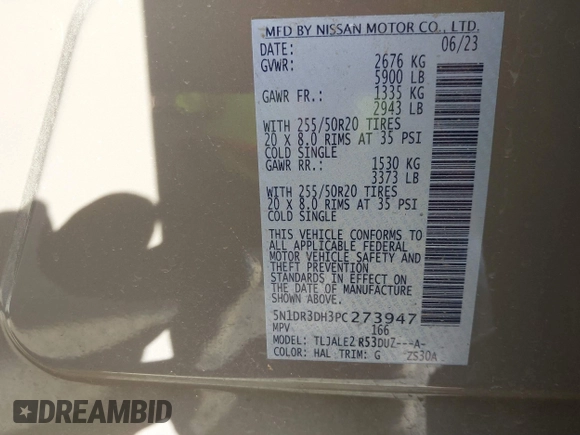 MFD BY NISSAN MOTOR CO., LTD.
DATE: 06/23
GVWR: 2676 KG
5900 LB
GAWR FR.: 1335 KG
2943 LB
WITH 255/50R20 TIRES
20 X 8.0 RIMS AT 35 PSI
COLD SINGLE
GAWR RR.: 1530 KG
3373 LB
WITH 255/50R20 TIRES
20 X 8.0 RIMS AT 35 PSI
COLD SINGLE
THIS VEHICLE CONFORMS TO
ALL APPLICABLE FEDERAL
MOTOR VEHICLE SAFETY AND
THEFT PREVENTION
STANDARDS IN EFFECT ON
THE DATE OF MANUFACTURE
SHOWN ABOVE.
5N1DR3DH3PC273947
MPV 166
MODEL: TLJALE2 R53DUZ---A-
COLOR: HAL TRIM: G ZS30A
DREAMBID